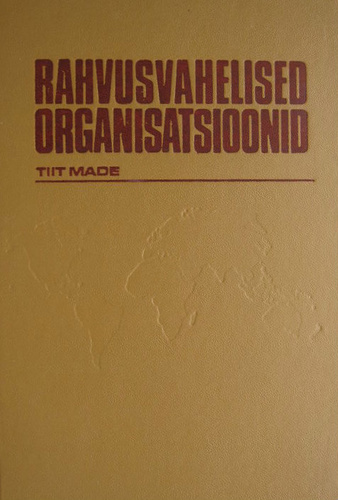 RAHVUSVAHELISED
ORGANISATSIOONID
TIIT MADE